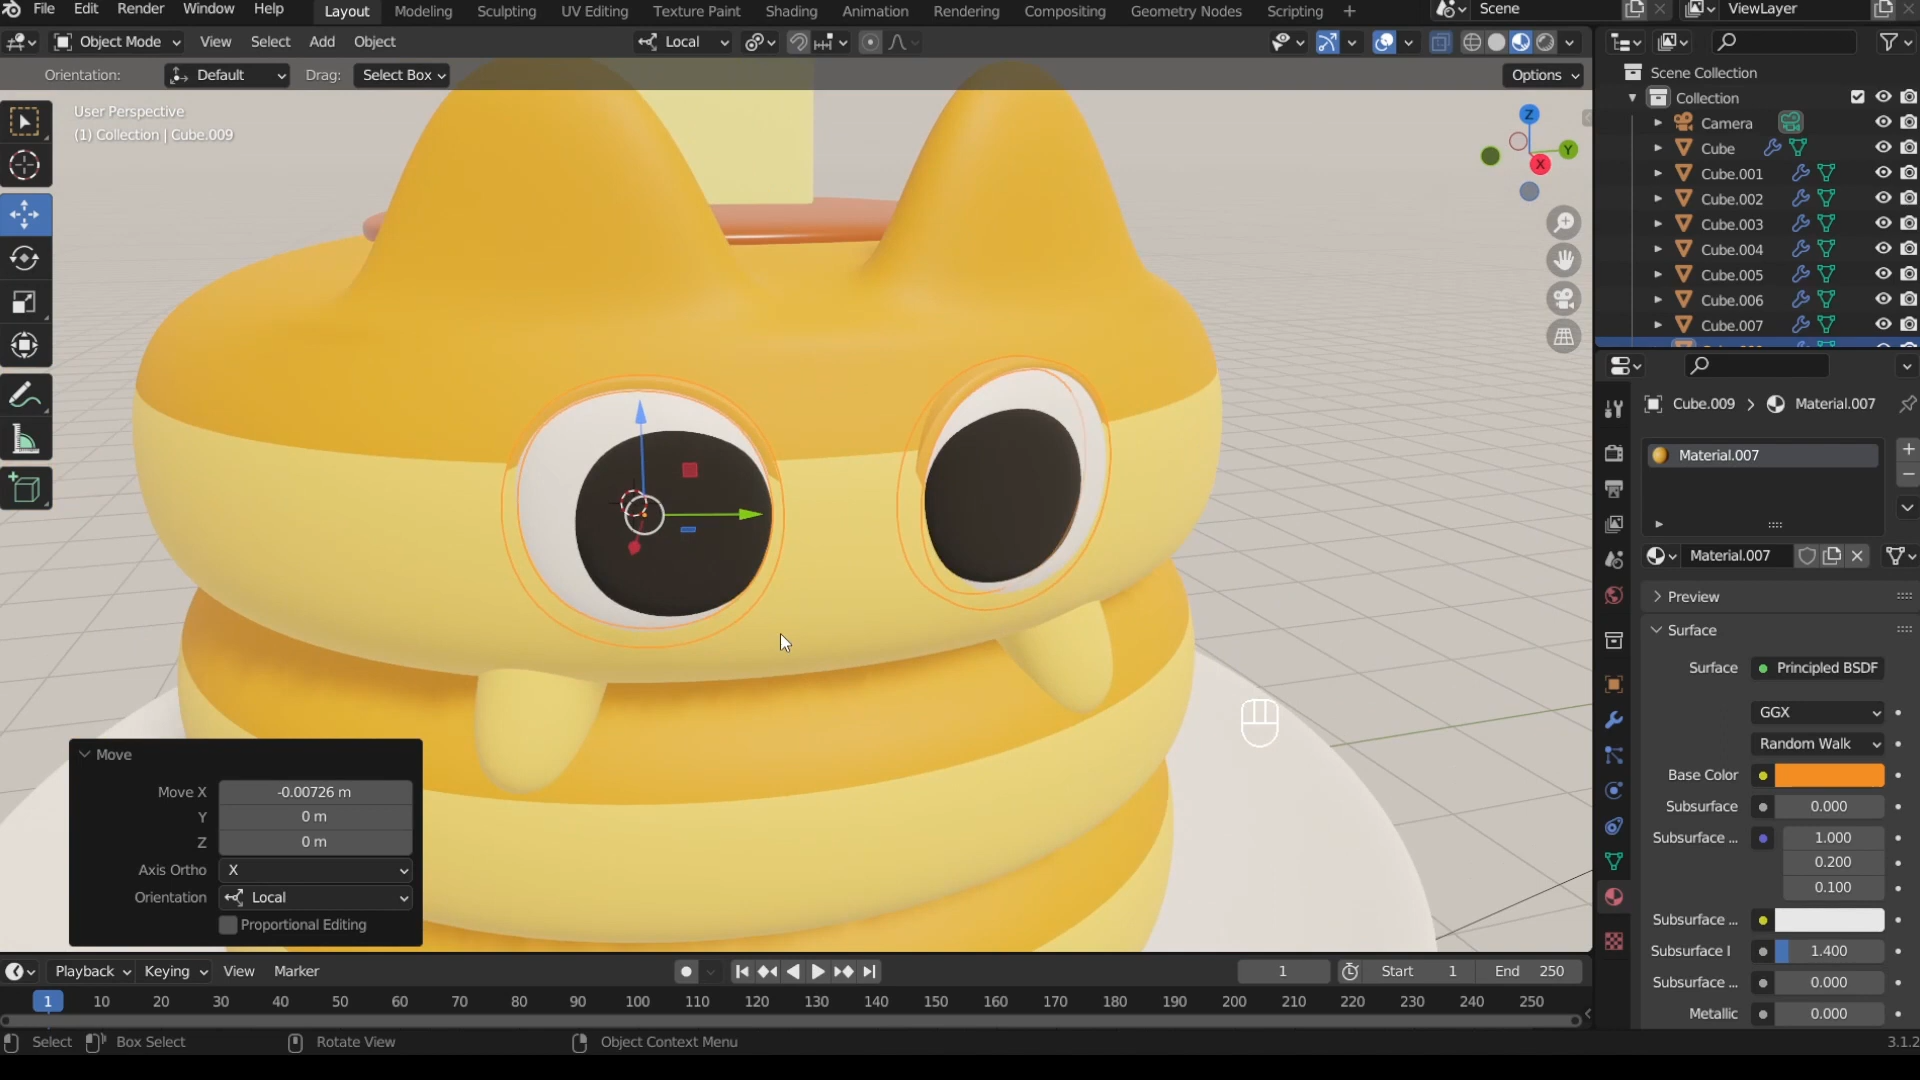 File Edit Render Window Help Layout Modeling Sculpting UV Editing Texture Paint Shading Animation Rendering Compositing Geometry Nodes Scripting + Scene ViewLayer
Object Mode View Select Add Object Local
Orientation: Default Drag: Select Box Options
User Perspective
(1) Collection | Cube.009
Z
Y
X
Scene Collection
Collection
Camera
Cube
Cube.001
Cube.002
Cube.003
Cube.004
Cube.005
Cube.006
Cube.007
Cube.009 > Material.007
Material.007
Material.007
Preview
Surface
Surface Principled BSDF
GGX
Random Walk
Base Color
Subsurface 0.000
Subsurface ... 1.000
0.200
0.100
Subsurface ...
Subsurface I 1.400
Subsurface ... 0.000
Metallic 0.000
Move
Move X -0.00726 m
Y 0 m
Z 0 m
Axis Ortho X
Orientation Local
Proportional Editing
Playback Keying View Marker 1 Start 1 End 250
1 10 20 30 40 50 60 70 80 90 100 110 120 130 140 150 160 170 180 190 200 210 220 230 240 250
Select Box Select Rotate View Object Context Menu 3.1.2